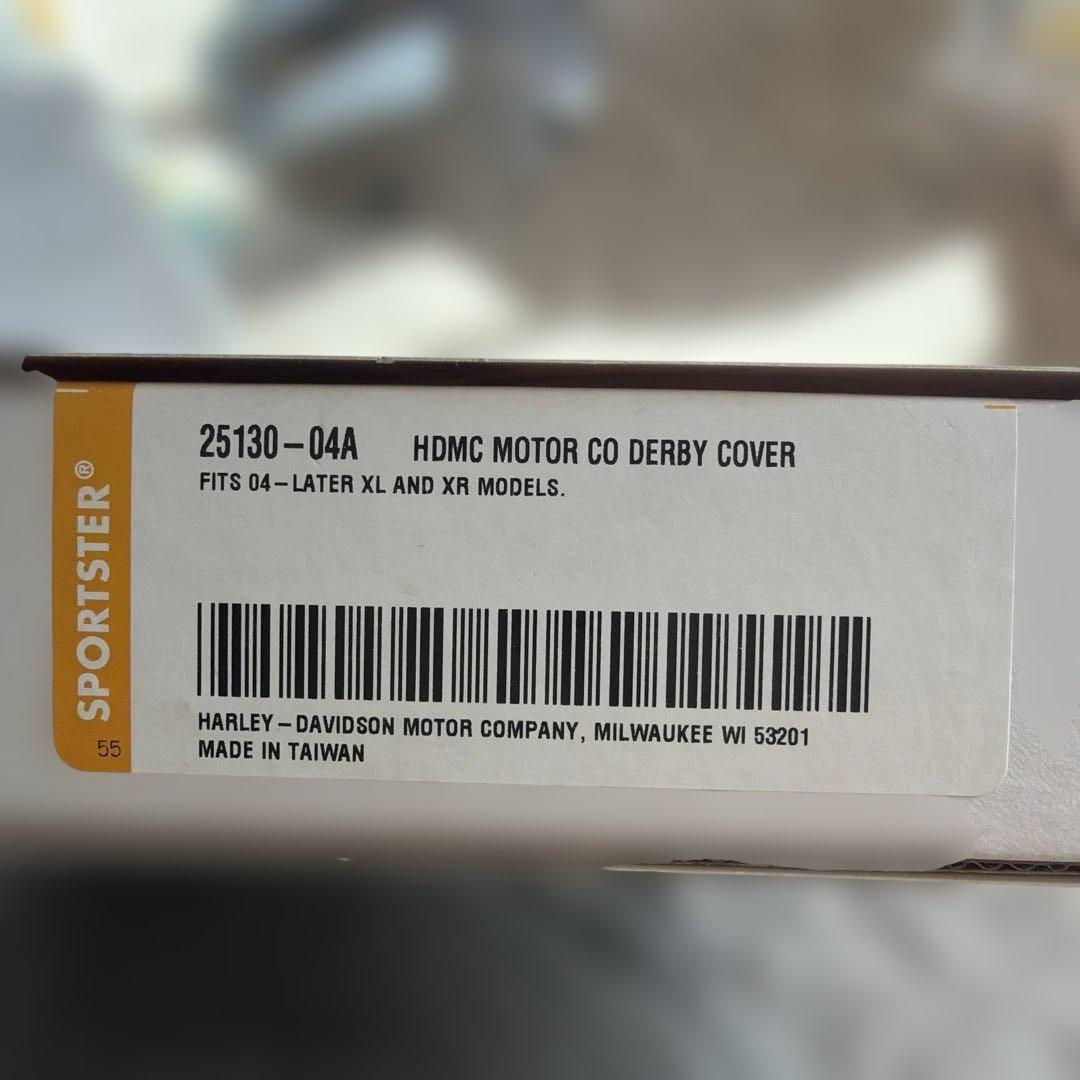 SPORTSTER®
55
25130-04A HDMC MOTOR CO DERBY COVER
FITS 04-LATER XL AND XR MODELS.
HARLEY-DAVIDSON MOTOR COMPANY, MILWAUKEE WI 53201
MADE IN TAIWAN